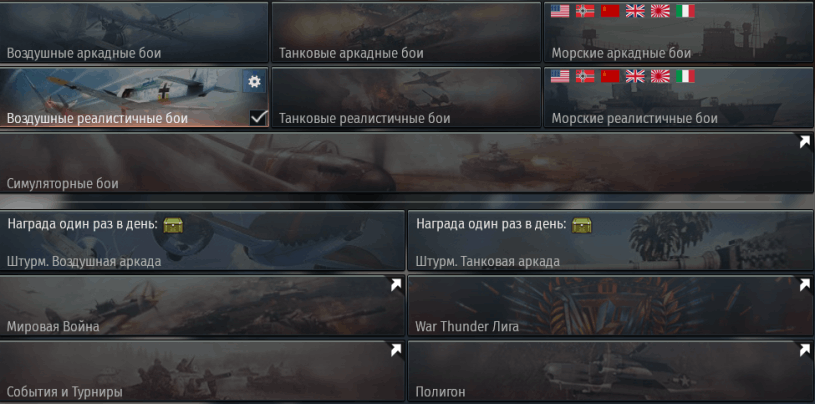 Воздушные аркадные бои
Танковые аркадные бои
Морские аркадные бои
Воздушные реалистичные бои
Танковые реалистичные бои
Морские реалистичные бои
Симуляторные бои
Награда один раз в день:
Награда один раз в день:
Штурм. Воздушная аркада
Штурм. Танковая аркада
Мировая Война
War Thunder Лига
События и Турниры
Полигон